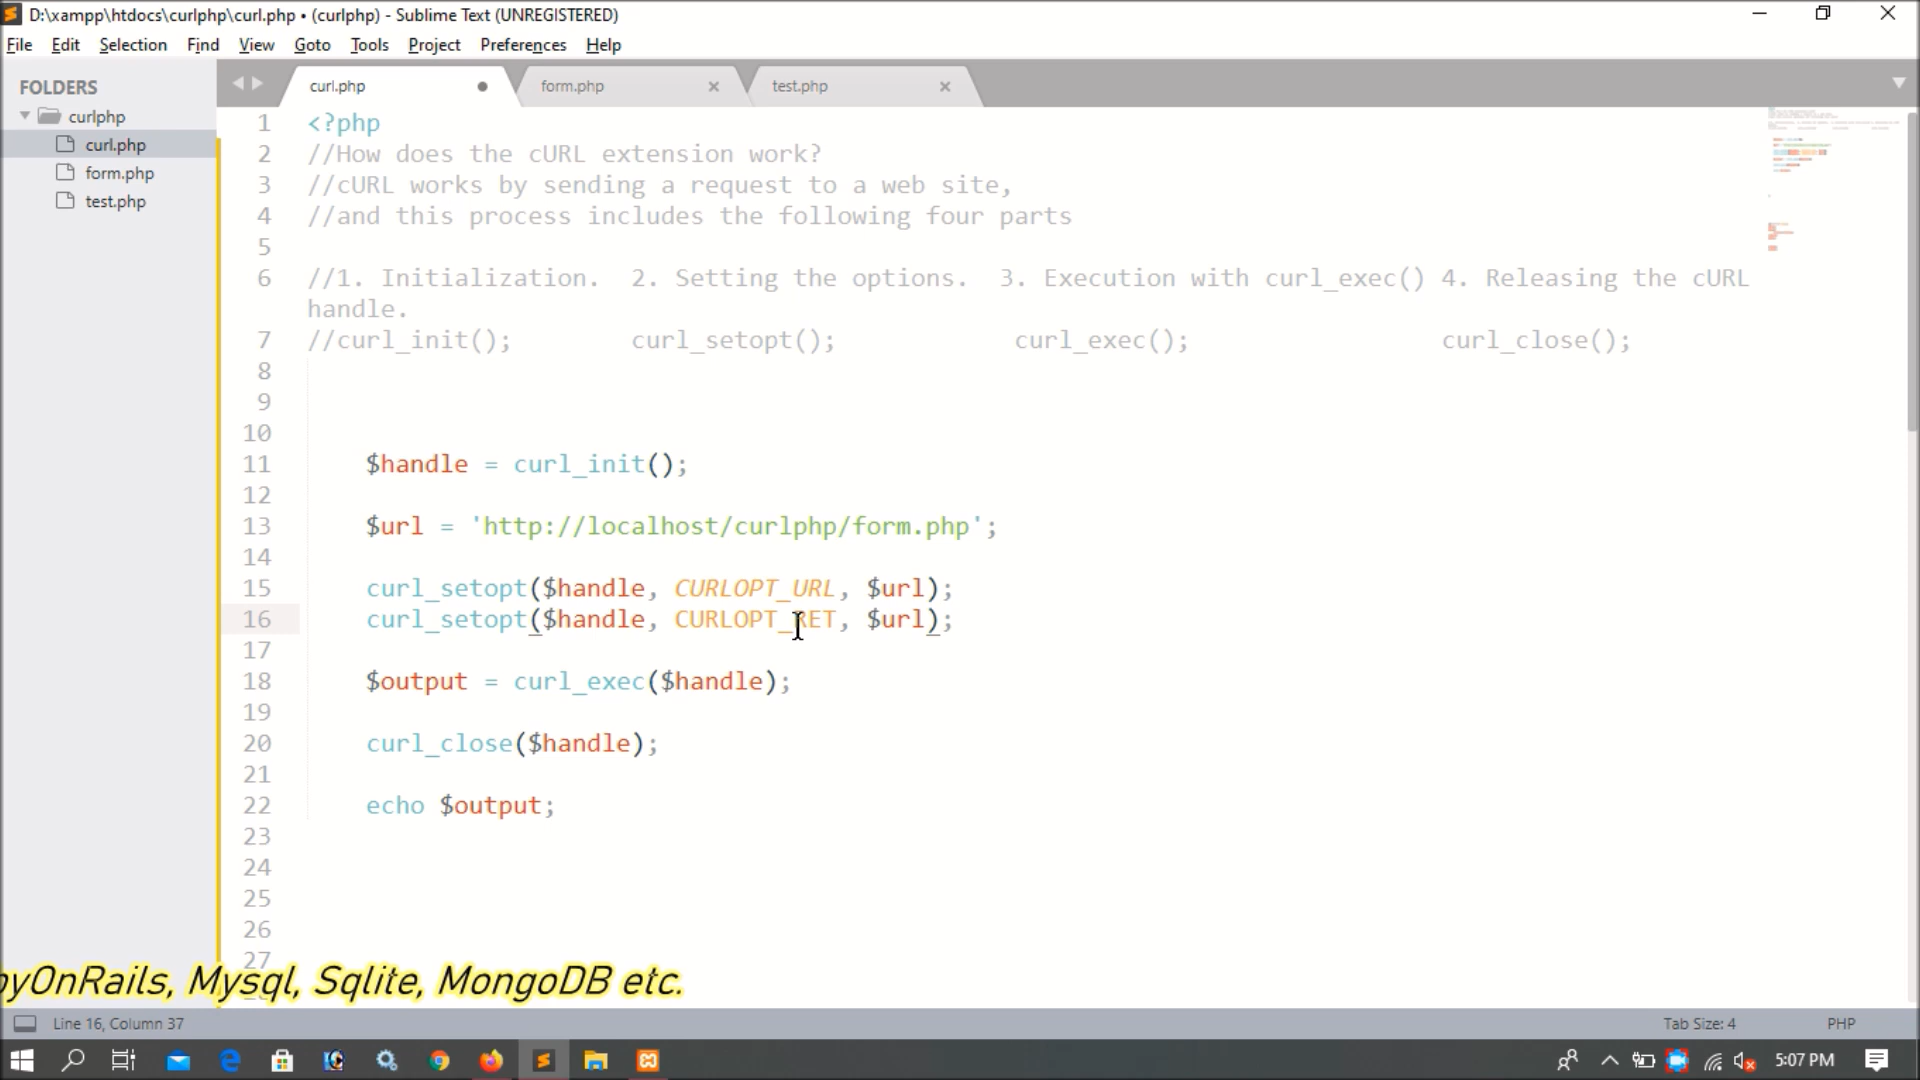 D:\xampp\htdocs\curlphp\curl.php • (curlphp) - Sublime Text (UNREGISTERED)
File Edit Selection Find View Goto Tools Project Preferences Help
FOLDERS
curlphp
curl.php
form.php
test.php
curl.php form.php test.php
1 <?php
2 //How does the cURL extension work?
3 //cURL works by sending a request to a web site,
4 //and this process includes the following four parts
5
6 //1. Initialization. 2. Setting the options. 3. Execution with curl_exec() 4. Releasing the cURL
handle.
7 //curl_init(); curl_setopt(); curl_exec(); curl_close();
8
9
10
11 $handle = curl_init();
12
13 $url = 'http://localhost/curlphp/form.php';
14
15 curl_setopt($handle, CURLOPT_URL, $url);
16 curl_setopt($handle, CURLOPT_RET, $url);
17
18 $output = curl_exec($handle);
19
20 curl_close($handle);
21
22 echo $output;
23
24
25
26
27
yOnRails, Mysql, Sqlite, MongoDB etc.
Line 16, Column 37 Tab Size: 4 PHP
5:07 PM